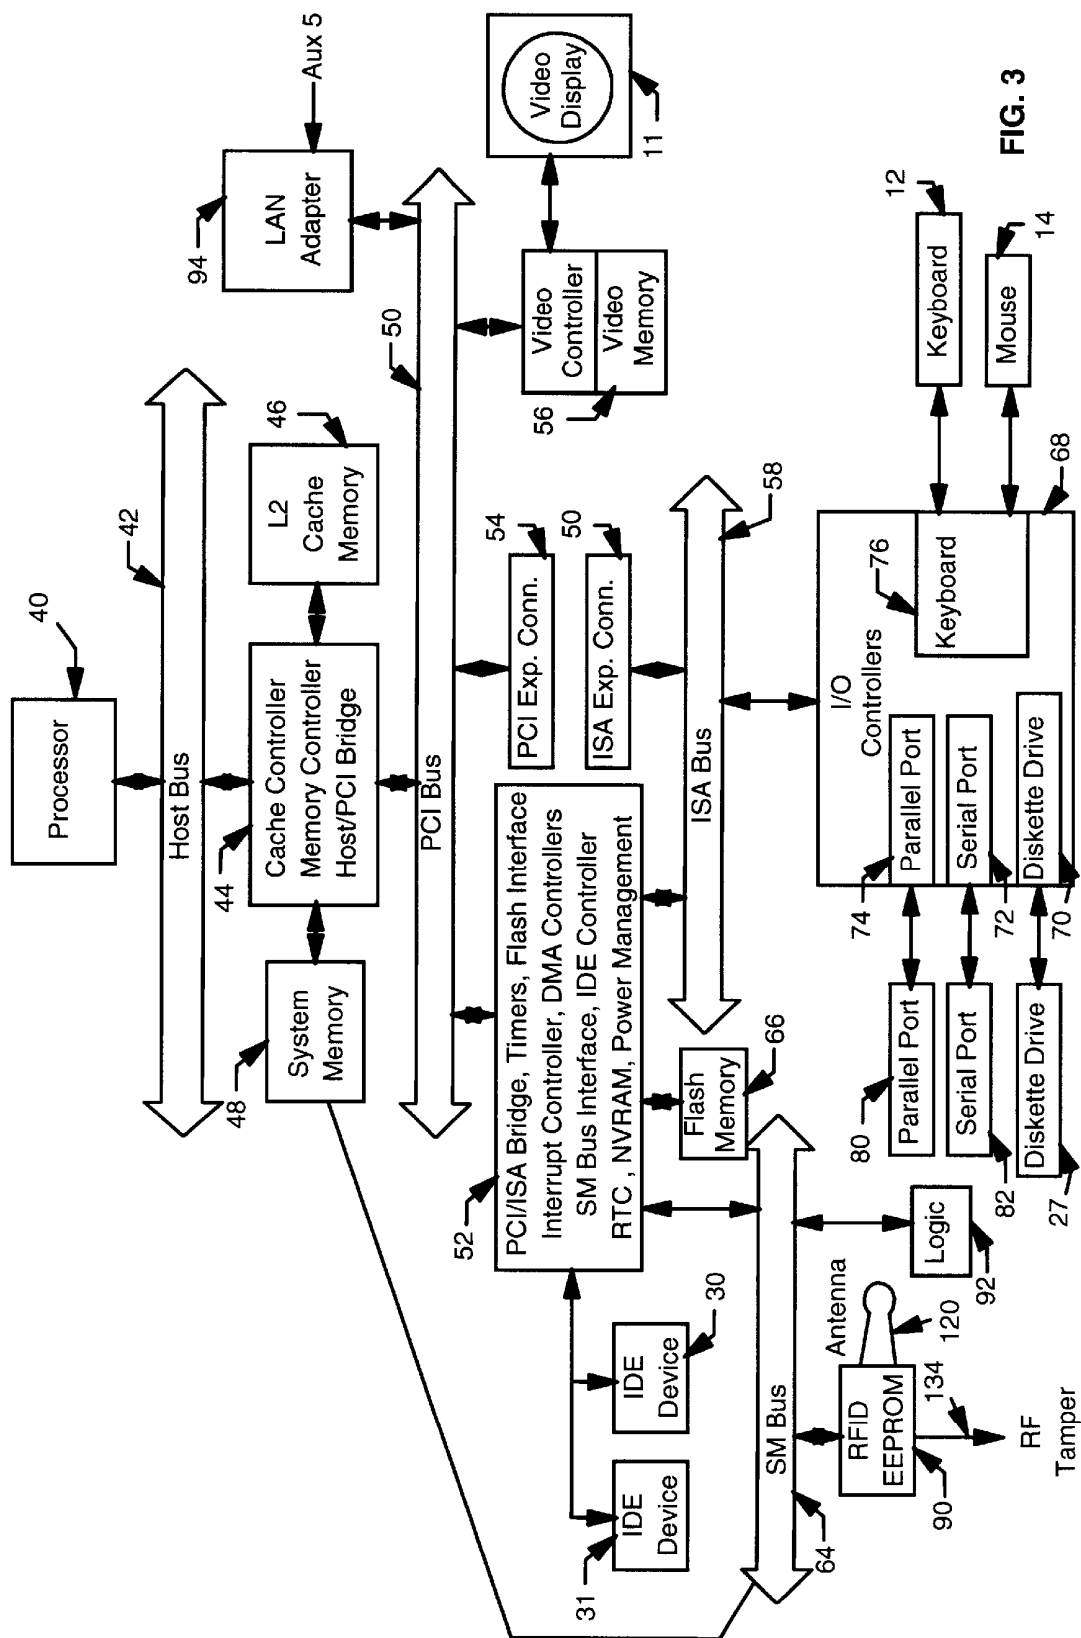 40
Processor
42
Host Bus
44
Cache Controller
Memory Controller
Host/PCI Bridge
46
L2
Cache
Memory
48
System
Memory
94
LAN
Adapter
Aux 5
50
PCI Bus
52
PCI/ISA Bridge, Timers, Flash Interface
Interrupt Controller, DMA Controllers
SM Bus Interface, IDE Controller
RTC , NVRAM, Power Management
54
PCI Exp. Conn.
50
ISA Exp. Conn.
56
Video
Controller
Video
Memory
Video
Display
11
31
IDE
Device
30
IDE
Device
66
Flash
Memory
ISA Bus
58
SM Bus
64
RFID
EEPROM
90
Antenna
120
134
RF
Tamper
Logic
92
I/O
Controllers
68
76
Keyboard
74
Parallel Port
72
Serial Port
70
Diskette Drive
80
Parallel Port
82
Serial Port
27
Diskette Drive
12
Keyboard
14
Mouse
FIG. 3